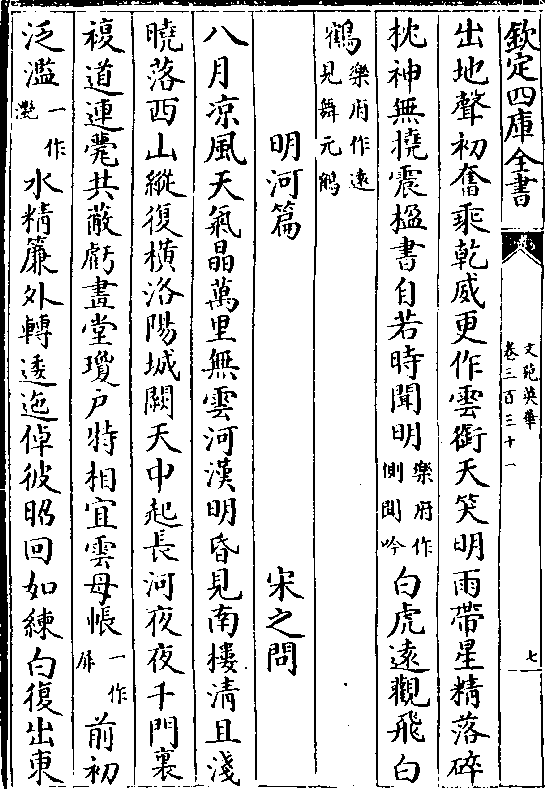 欽定四庫全書
文苑英華
卷三百三十一
七
出地聲初奮乘乾威更作雲銜天笑明雨帶星精落碎
枕神無撓震楹書自若時聞明樂府作側聞吟白虎遠觀飛白
鶴樂府作遠見舞元鶴
明河篇
宋之問
八月凉風天氣晶萬里無雲河漢明昏見南樓清且淺
曉落西山縱復橫洛陽城闕天中起長河夜夜千門裏
複道連甍共蔽虧畫堂瓊户特相宜雲母帳一作屏前初
泛濫一作灔水精簾外轉逶迤倬彼昭回如練白復出東